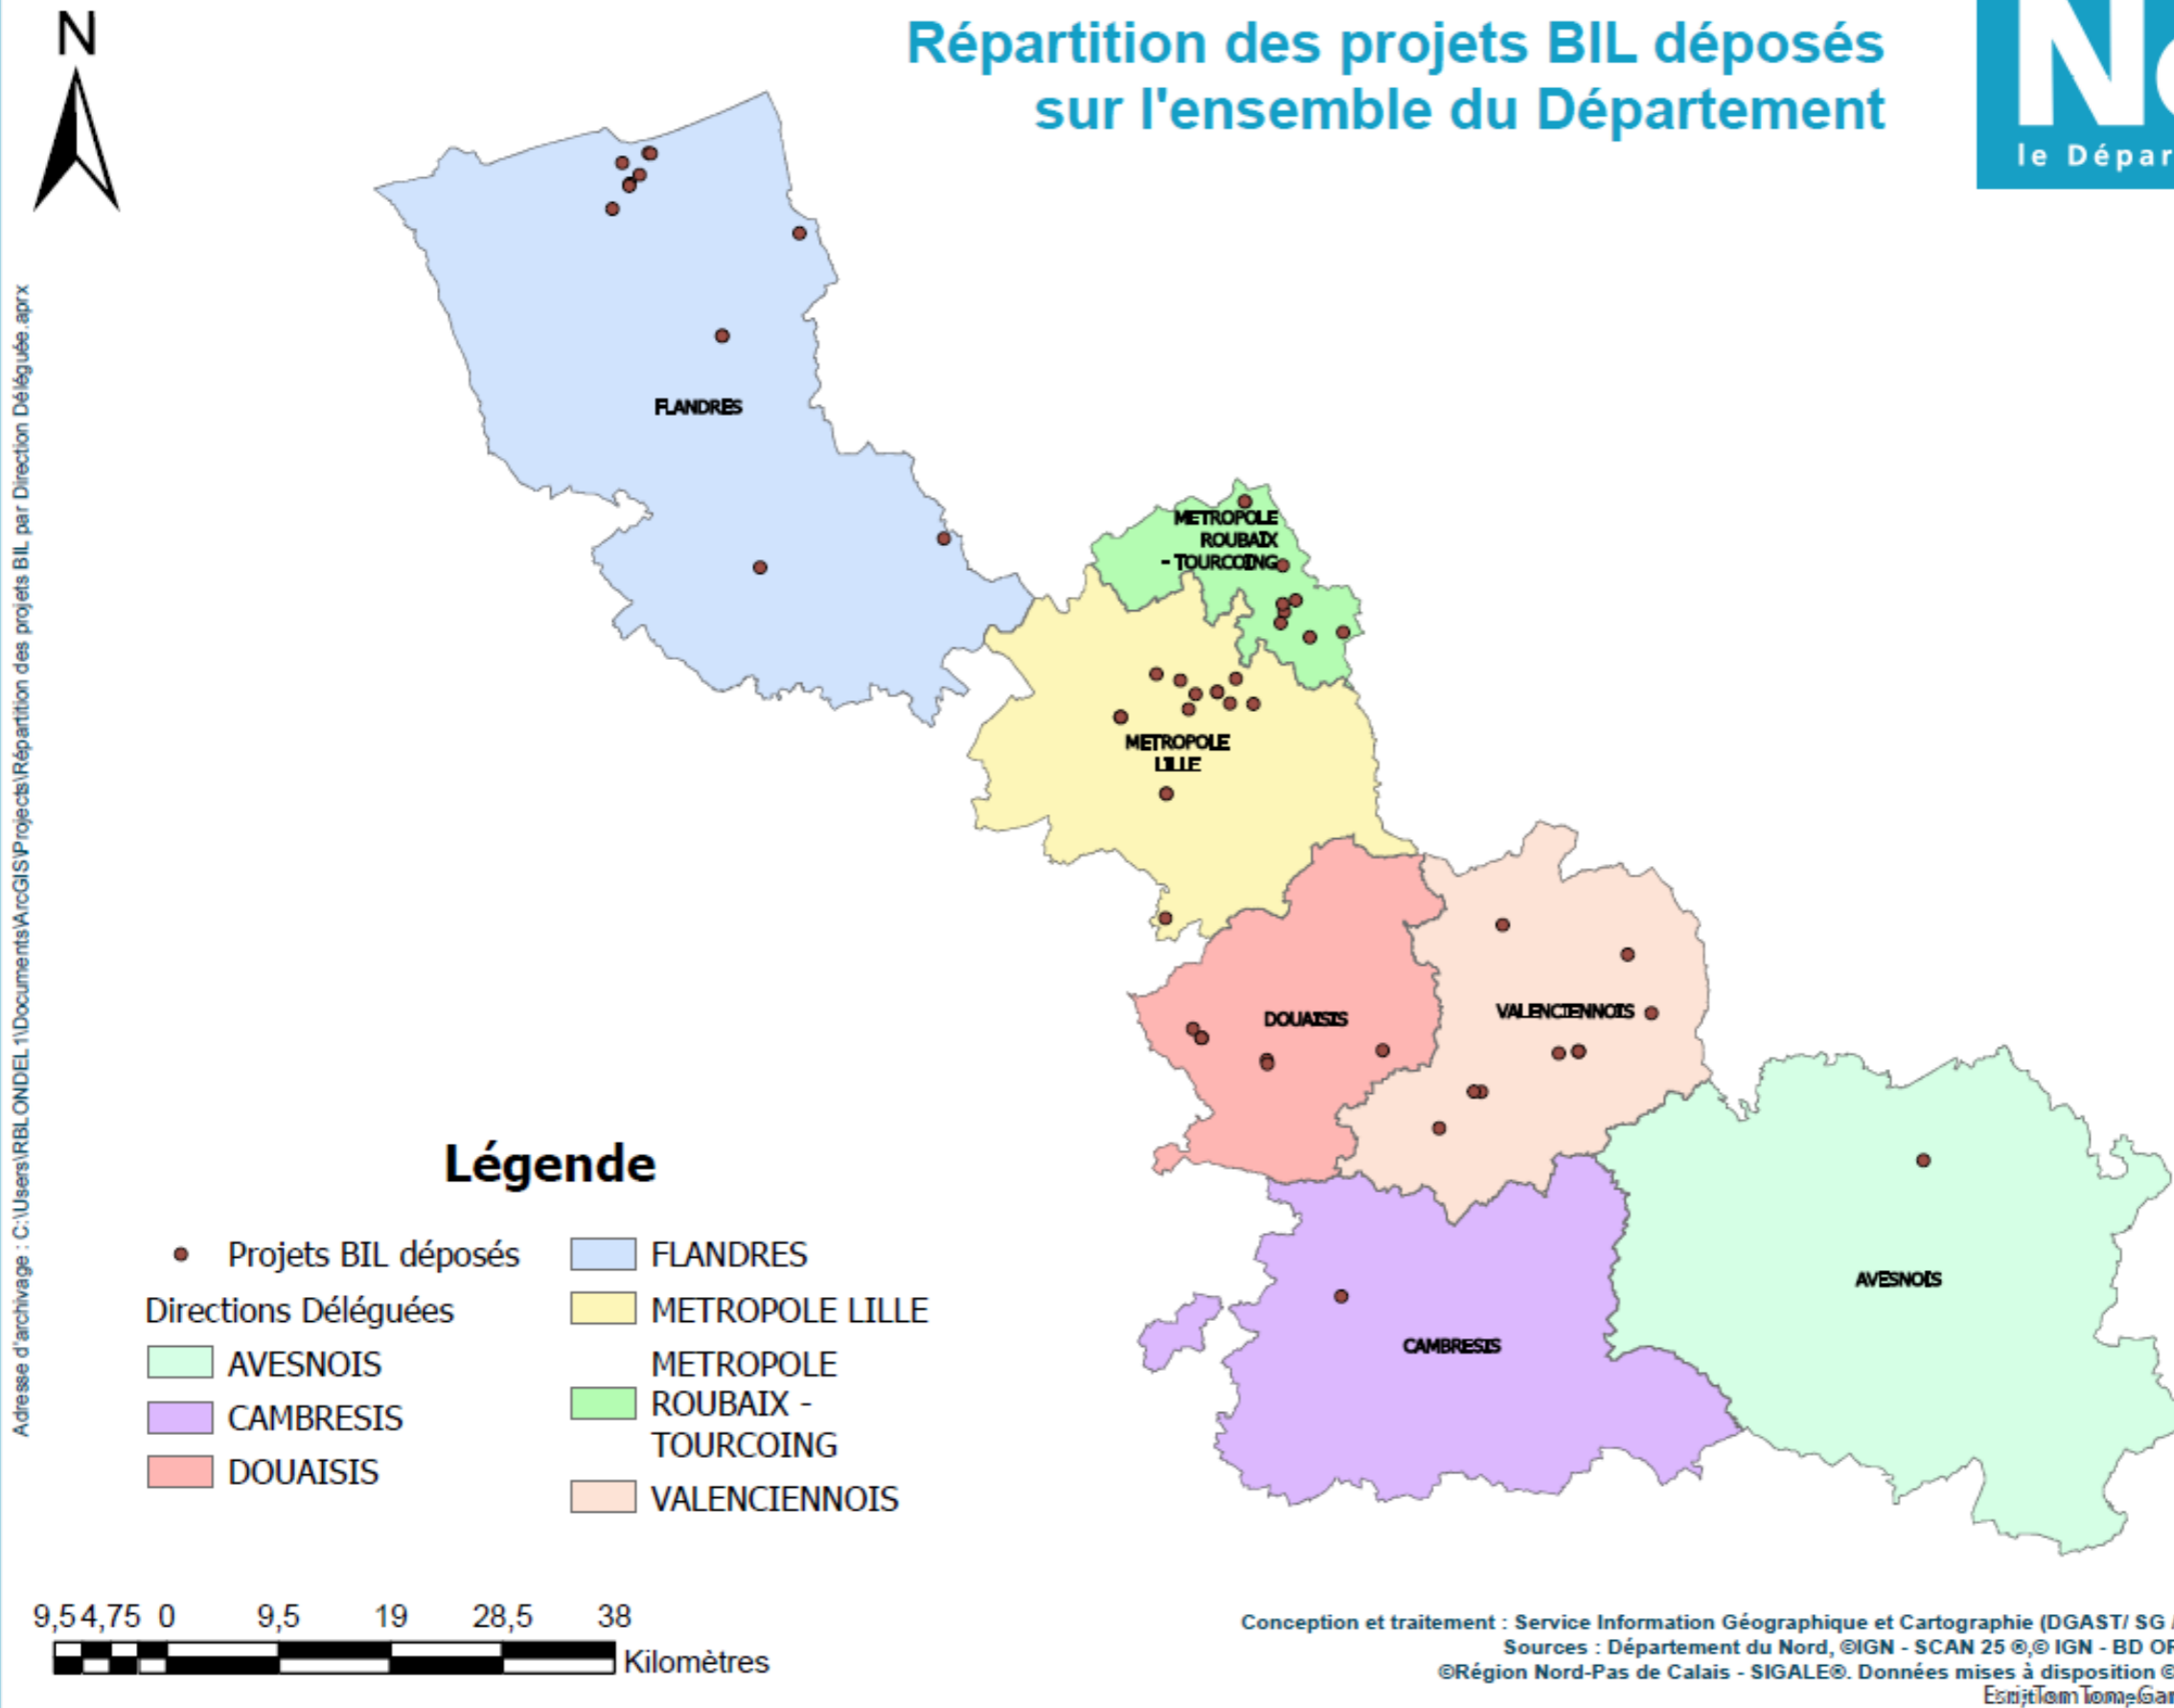 N
Répartition des projets BIL déposés
sur l'ensemble du Département
le Dépar
Adresse d'archivage : C:\Users\RBLONDEL1\Documents\ArcGIS\Projects\Répartition des projets BIL par Direction Déléguée.aprx
FLANDRES
METROPOLE
ROUBAIX
- TOURCOING
METROPOLE
LILLE
DOUAISIS
VALENCIENNOIS
AVESNOIS
CAMBRESIS
Légende
Projets BIL déposés
Directions Déléguées
AVESNOIS
CAMBRESIS
DOUAISIS
FLANDRES
METROPOLE LILLE
METROPOLE
ROUBAIX -
TOURCOING
VALENCIENNOIS
9,5 4,75 0 9,5 19 28,5 38
Kilomètres
Conception et traitement : Service Information Géographique et Cartographie (DGAST/ SG
Sources : Département du Nord, ©IGN - SCAN 25 ®,© IGN - BD OR
©Région Nord-Pas de Calais - SIGALE®. Données mises à disposition ©